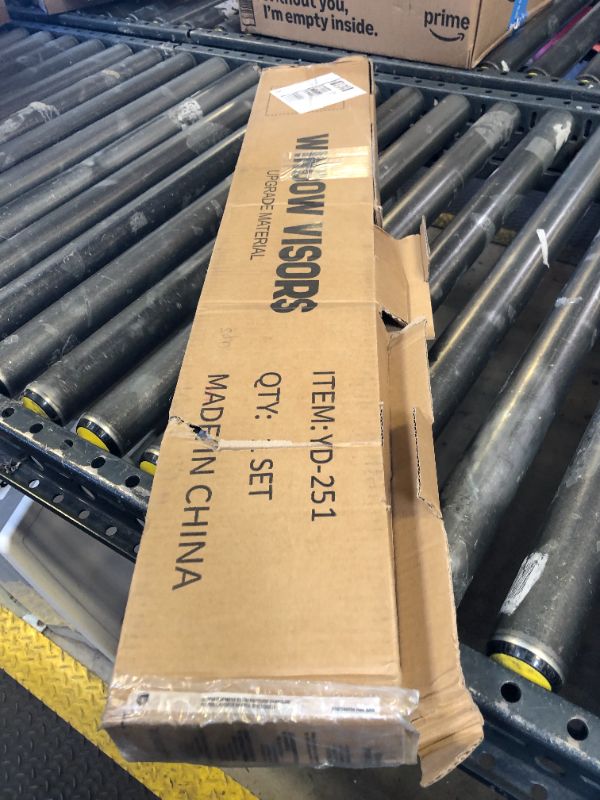 without you,
I'm empty inside.
prime
WINDOW VISORS
UPGRADE MATERIAL
ITEM: YD-251
QTY: SET
MADE IN CHINA